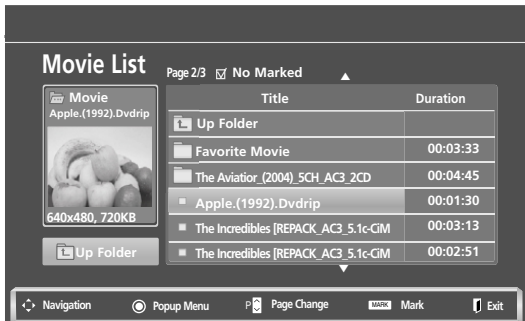 Movie List
Page 2/3 ☑ No Marked
Movie
Apple.(1992).Dvdrip
640x480, 720KB
Up Folder
Title Duration
Up Folder
Favorite Movie 00:03:33
The Aviatior_(2004)_5CH_AC3_2CD 00:04:45
Apple.(1992).Dvdrip 00:01:30
The Incredibles [REPACK_AC3_5.1c-CiM 00:03:13
The Incredibles [REPACK_AC3_5.1c-CiM 00:02:51
Navigation Popup Menu P Page Change MARK Mark Exit